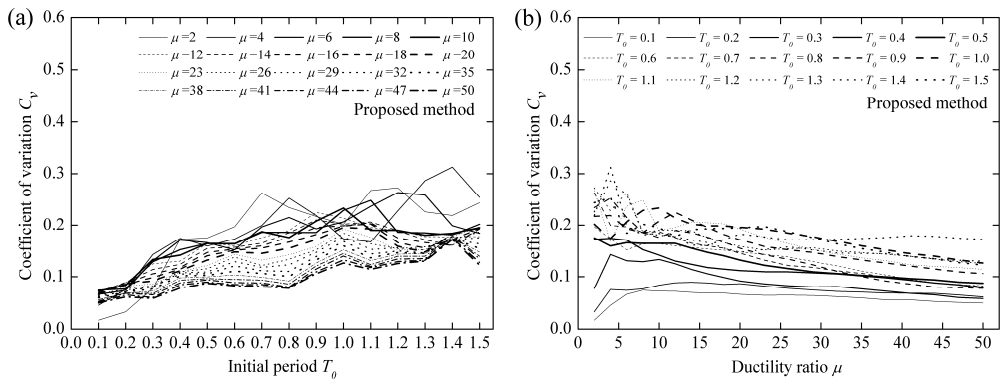 (a)
0.6
0.5
0.4
0.3
0.2
0.1
0.0
Coefficient of variation Cv
μ=2 μ=4 μ=6 μ=8 μ=10
μ=12 μ=14 μ=16 μ=18 μ=20
μ=23 μ=26 μ=29 μ=32 μ=35
μ=38 μ=41 μ=44 μ=47 μ=50
Proposed method
0.0 0.1 0.2 0.3 0.4 0.5 0.6 0.7 0.8 0.9 1.0 1.1 1.2 1.3 1.4 1.5
Initial period T0
(b)
0.6
0.5
0.4
0.3
0.2
0.1
0.0
Coefficient of variation Cv
T0 = 0.1 T0 = 0.2 T0 = 0.3 T0 = 0.4 T0 = 0.5
T0 = 0.6 T0 = 0.7 T0 = 0.8 T0 = 0.9 T0 = 1.0
T0 = 1.1 T0 = 1.2 T0 = 1.3 T0 = 1.4 T0 = 1.5
Proposed method
0 5 10 15 20 25 30 35 40 45 50
Ductility ratio μ